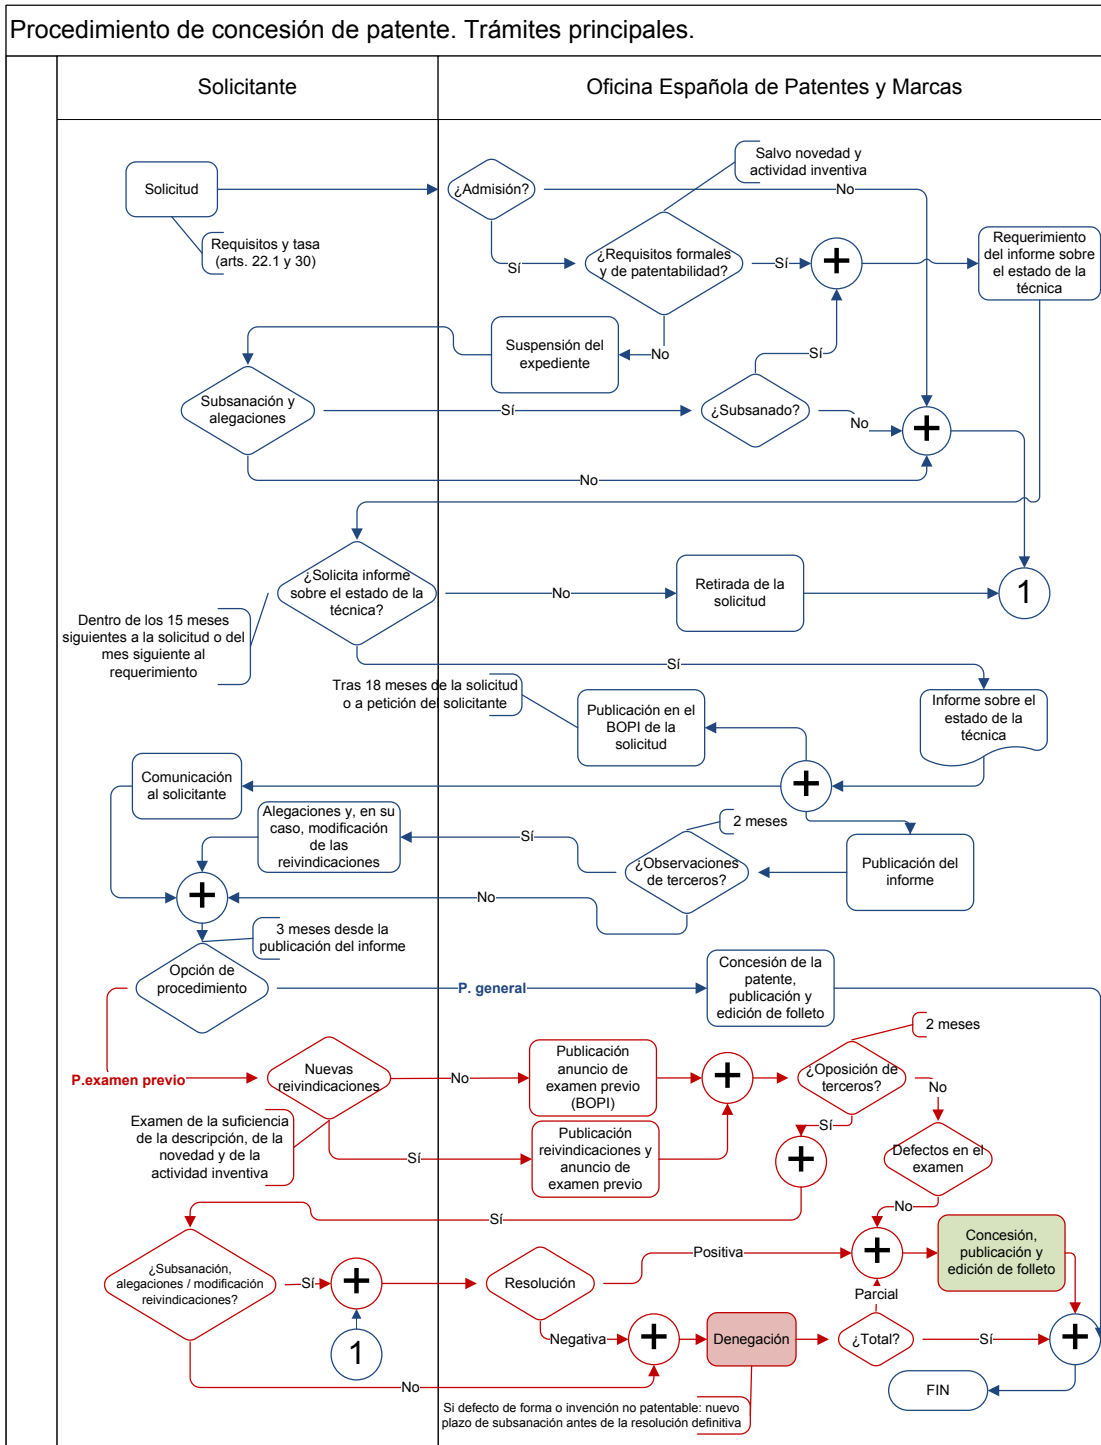 Procedimiento de concesión de patente. Trámites principales.
Solicitante
Oficina Española de Patentes y Marcas
Salvo novedad y
actividad inventiva
Solicitud
¿Admisión?
No
Requisitos y tasa
(arts. 22.1 y 30)
Sí
¿Requisitos formales
y de patentabilidad?
Sí
+
Requerimiento
del informe sobre
el estado de la
técnica
Suspensión del
expediente
No
Sí
Subsanación y
alegaciones
Sí
¿Subsanado?
No
+
No
¿Solicita informe
sobre el estado de la
técnica?
No
Retirada de la
solicitud
1
Dentro de los 15 meses
siguientes a la solicitud o del
mes siguiente al
requerimiento
Sí
Tras 18 meses de la solicitud
o a petición del solicitante
Publicación en el
BOPI de la
solicitud
Informe sobre el
estado de la
técnica
Comunicación
al solicitante
+
Alegaciones y, en su
caso, modificación
de las
reivindicaciones
Sí
2 meses
¿Observaciones
de terceros?
Publicación del
informe
+
No
3 meses desde la
publicación del informe
Opción de
procedimiento
P. general
Concesión de la
patente,
publicación y
edición de folleto
2 meses
P.examen previo
Nuevas
reivindicaciones
No
Publicación
anuncio de
examen previo
(BOPI)
+
¿Oposición de
terceros?
No
Examen de la suficiencia
de la descripción, de la
novedad y de la
actividad inventiva
Sí
Publicación
reivindicaciones y
anuncio de
examen previo
Sí
+
Defectos en el
examen
No
Sí
¿Subsanación,
alegaciones / modificación
reivindicaciones?
Sí
+
Resolución
Positiva
+
Concesión,
publicación y
edición de folleto
Parcial
1
Negativa
+
Denegación
¿Total?
Sí
+
No
FIN
Si defecto de forma o invención no patentable: nuevo
plazo de subsanación antes de la resolución definitiva